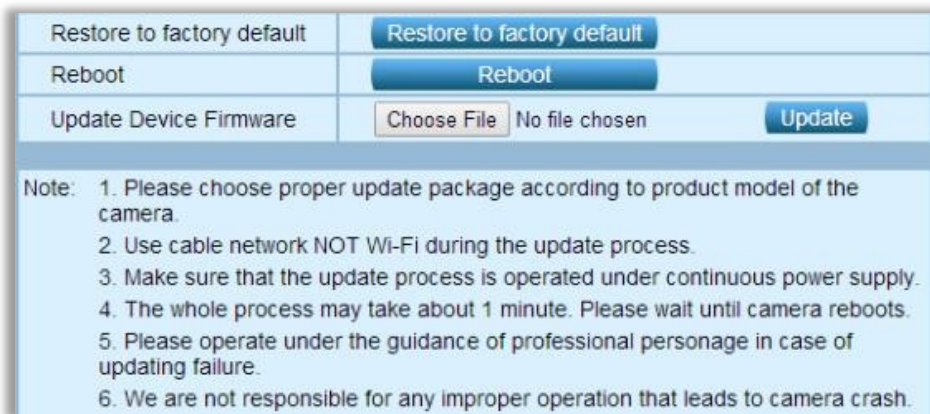 Restore to factory default Restore to factory default
Reboot Reboot
Update Device Firmware Choose File No file chosen Update
Note: 1. Please choose proper update package according to product model of the
camera.
2. Use cable network NOT Wi-Fi during the update process.
3. Make sure that the update process is operated under continuous power supply.
4. The whole process may take about 1 minute. Please wait until camera reboots.
5. Please operate under the guidance of professional personage in case of
updating failure.
6. We are not responsible for any improper operation that leads to camera crash.